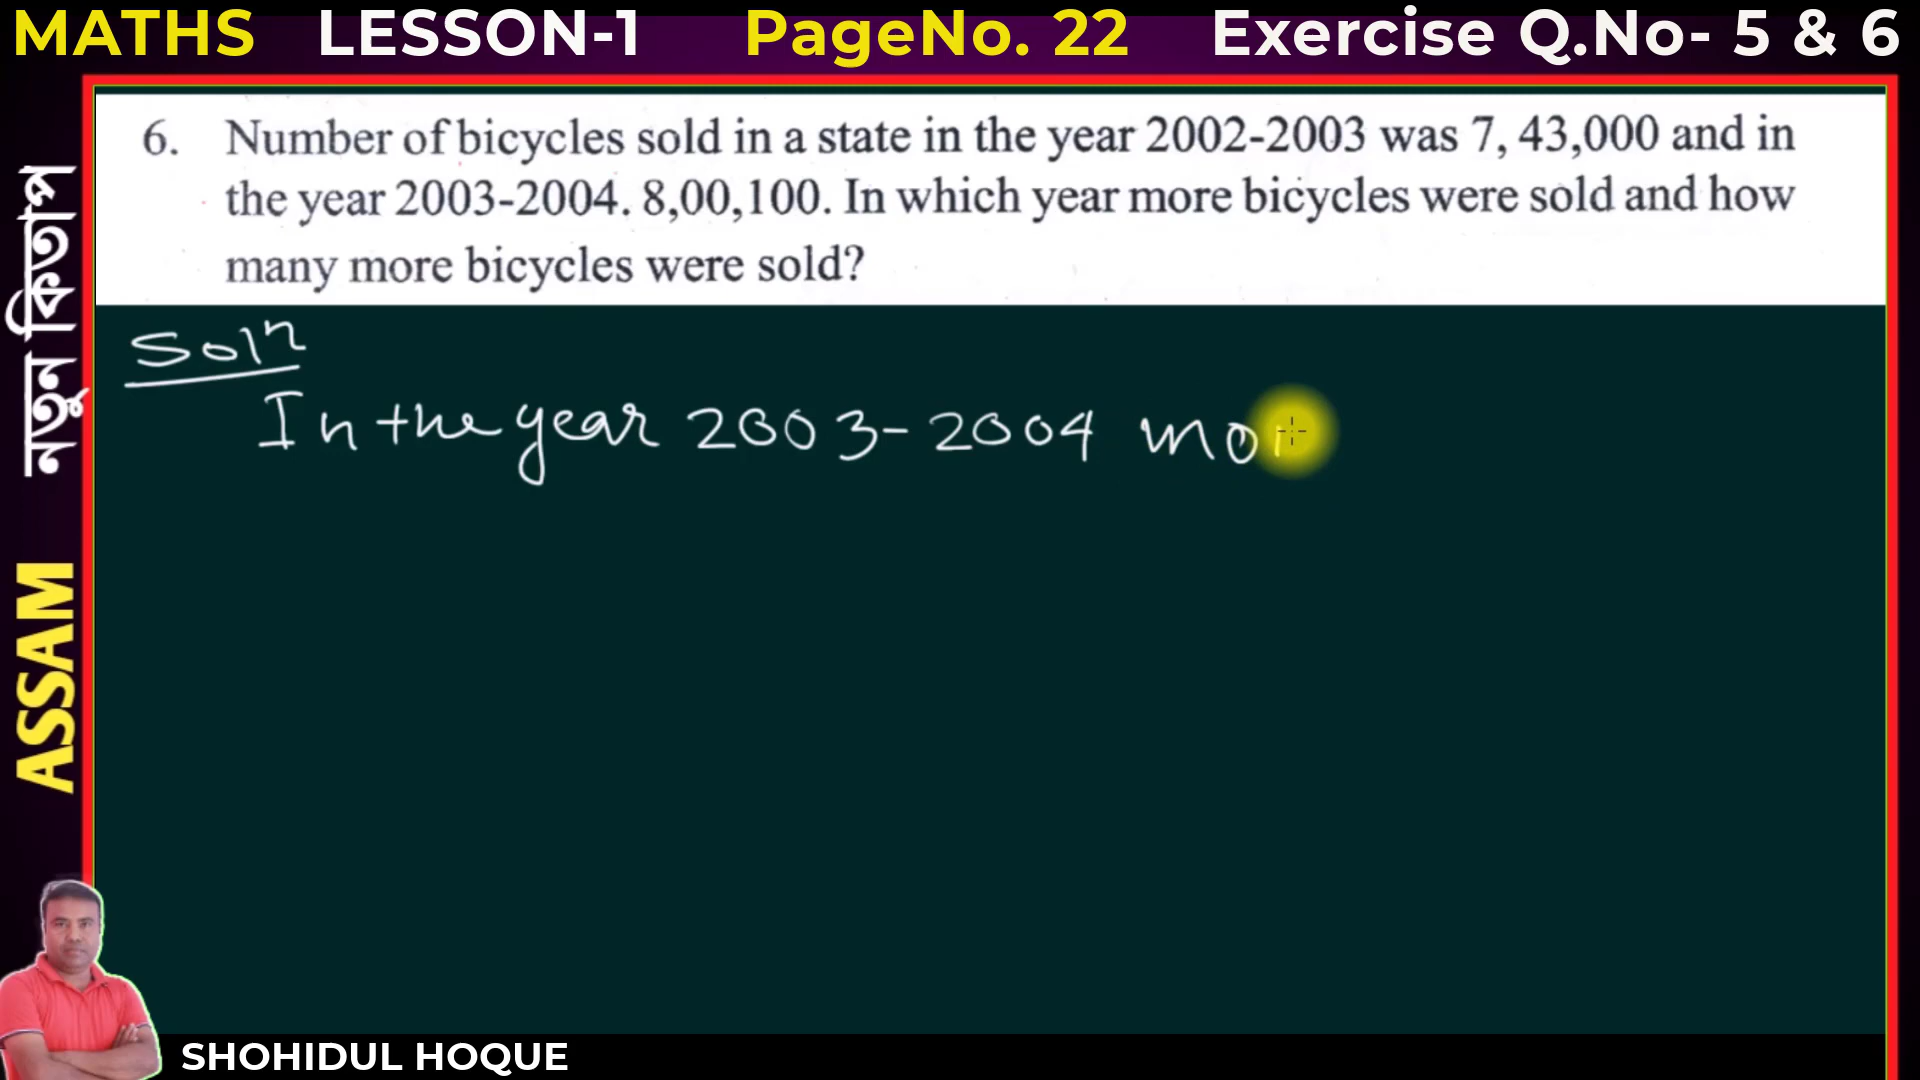 MATHS LESSON-1 PageNo. 22 Exercise Q.No- 5 & 6
6. Number of bicycles sold in a state in the year 2002-2003 was 7, 43,000 and in
the year 2003-2004. 8,00,100. In which year more bicycles were sold and how
many more bicycles were sold?
Soln
In the year 2003-2004 mor
নতুন কিতাপ
ASSAM
SHOHIDUL HOQUE